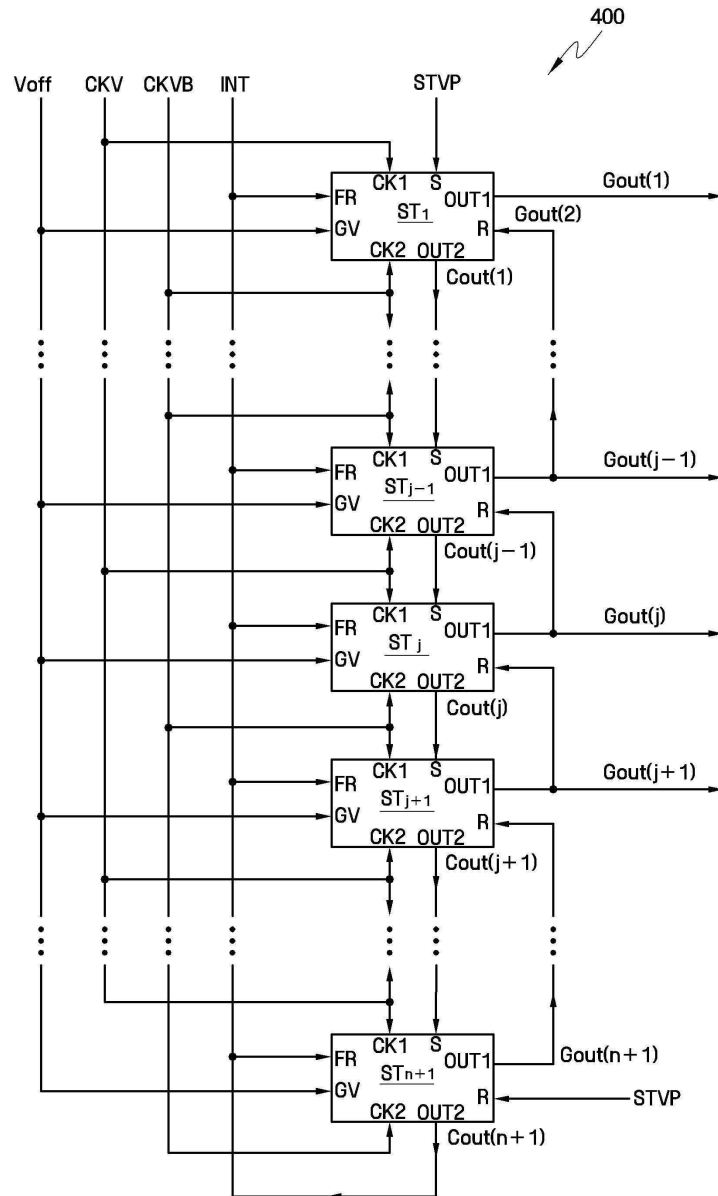 400
Voff CKV CKVB INT STVP
CK1 S
FR OUT1 Gout(1)
ST1
GV R Gout(2)
CK2 OUT2
Cout(1)
CK1 S
FR OUT1 Gout(j-1)
STj-1
GV R
CK2 OUT2
Cout(j-1)
CK1 S
FR OUT1 Gout(j)
STj
GV R
CK2 OUT2
Cout(j)
CK1 S
FR OUT1 Gout(j+1)
STj+1
GV R
CK2 OUT2
Cout(j+1)
CK1 S
FR OUT1 Gout(n+1)
STn+1
GV R STVP
CK2 OUT2
Cout(n+1)